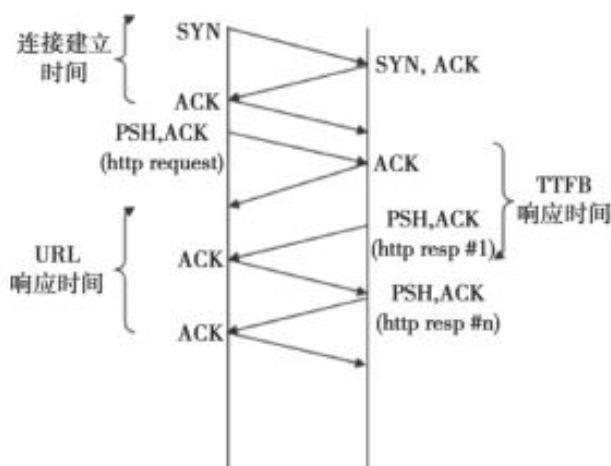 连接建立
时间
SYN
SYN, ACK
ACK
PSH,ACK
(http request)
ACK
TTFB
响应时间
PSH,ACK
(http resp #1)
URL
响应时间
ACK
PSH,ACK
(http resp #n)
ACK